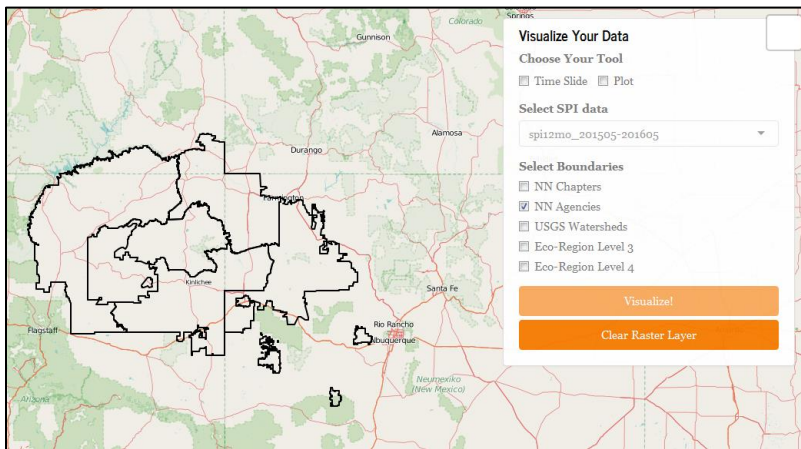 Colorado
Springs
Gunnison
Alamosa
Durango
Farmington
Kinlichee
Santa Fe
Flagstaff
Rio Rancho
Albuquerque
Neumexiko
(New Mexico)
Arizona
Visualize Your Data
Choose Your Tool
Time Slide Plot
Select SPI data
spi12mo_201505-201605
Select Boundaries
NN Chapters
NN Agencies
USGS Watersheds
Eco-Region Level 3
Eco-Region Level 4
Visualize!
Clear Raster Layer